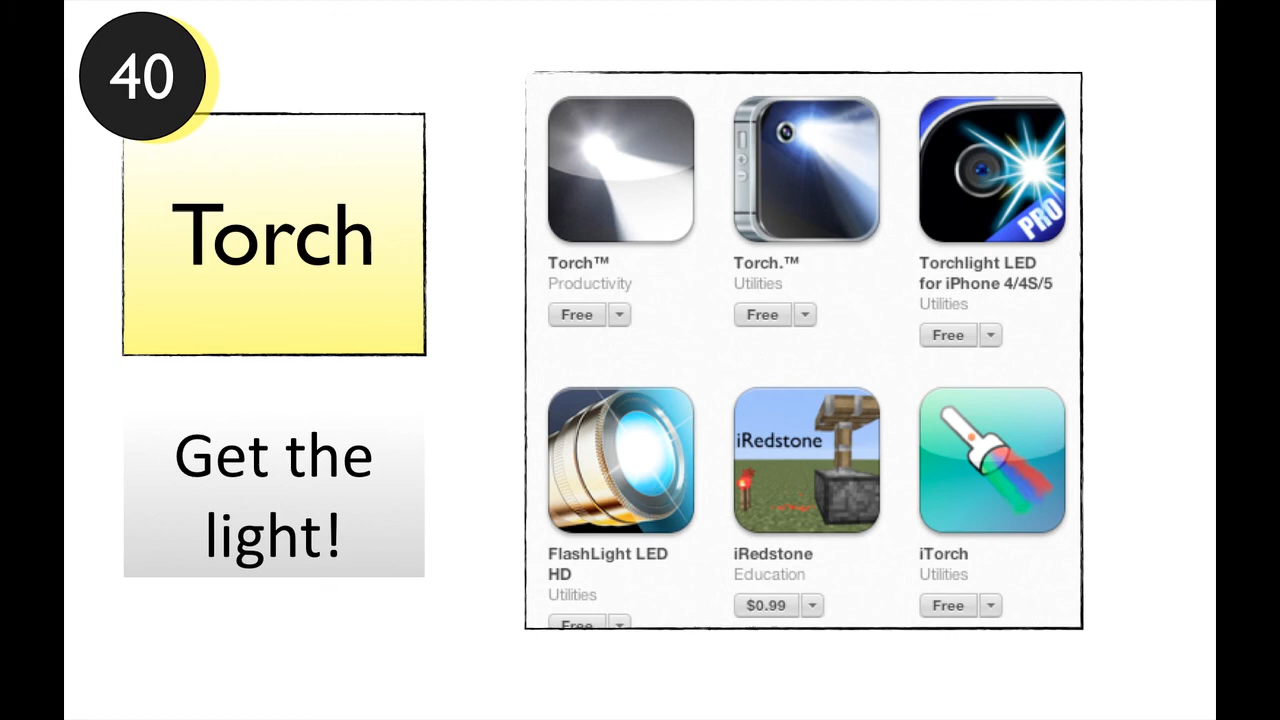 40
Torch
Get the
light!
Torch™
Productivity
Free
Torch.™
Utilities
Free
PRO
Torchlight LED
for iPhone 4/4S/5
Utilities
Free
FlashLight LED
HD
Utilities
Free
iRedstone
iRedstone
Education
$0.99
iTorch
Utilities
Free